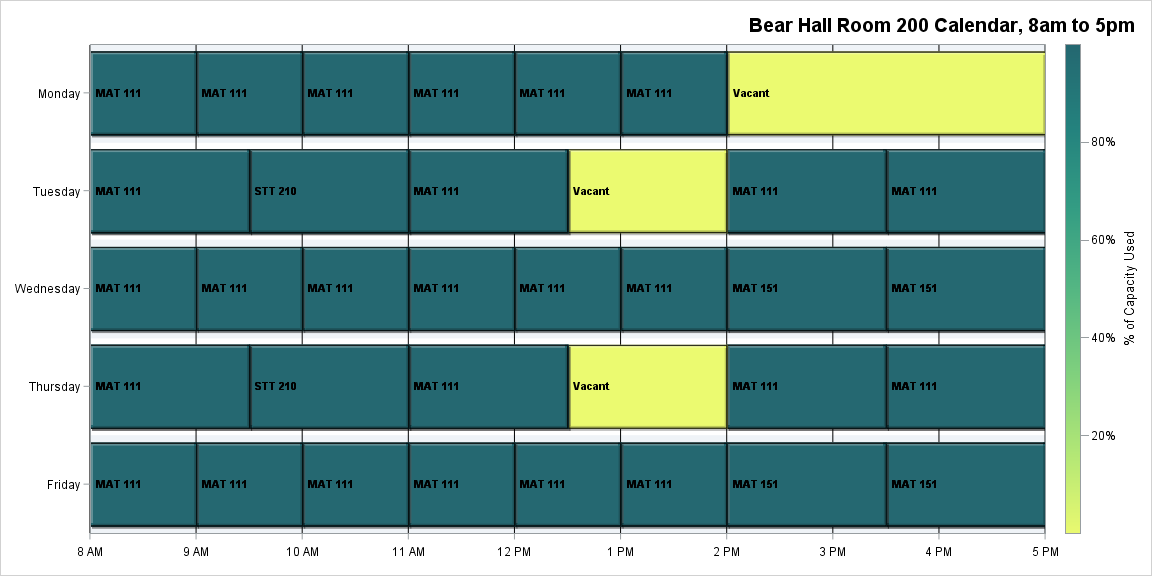 Bear Hall Room 200 Calendar, 8am to 5pm
Monday
MAT 111 MAT 111 MAT 111 MAT 111 MAT 111 MAT 111 Vacant
80%
Tuesday
MAT 111 STT 210 MAT 111 Vacant MAT 111 MAT 111
60%
Wednesday
MAT 111 MAT 111 MAT 111 MAT 111 MAT 111 MAT 111 MAT 151 MAT 151
% of Capacity Used
40%
Thursday
MAT 111 STT 210 MAT 111 Vacant MAT 111 MAT 111
20%
Friday
MAT 111 MAT 111 MAT 111 MAT 111 MAT 111 MAT 111 MAT 151 MAT 151
8 AM 9 AM 10 AM 11 AM 12 PM 1 PM 2 PM 3 PM 4 PM 5 PM